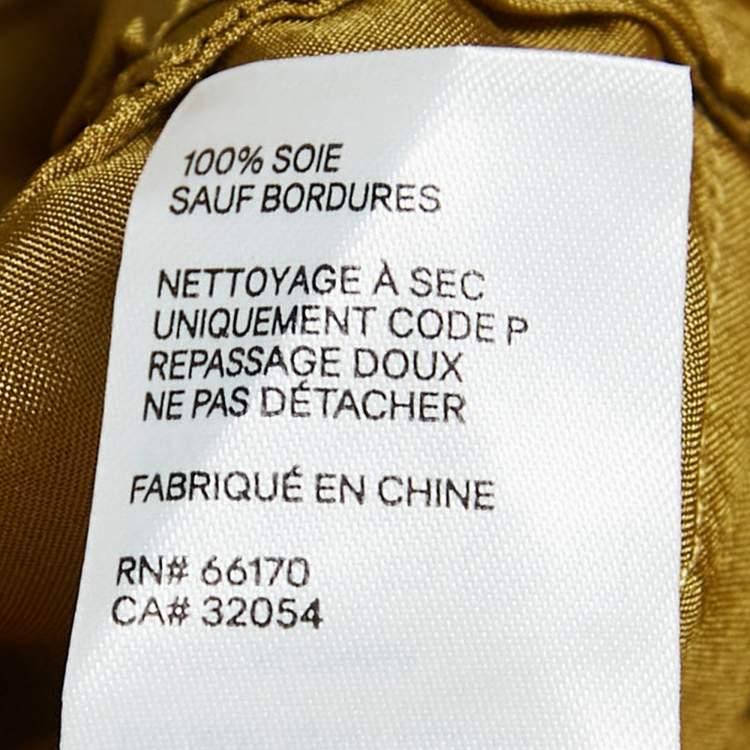 100% SOIE
SAUF BORDURES
NETTOYAGE À SEC
UNIQUEMENT CODE P
REPASSAGE DOUX
NE PAS DÉTACHER
FABRIQUÉ EN CHINE
RN# 66170
CA# 32054